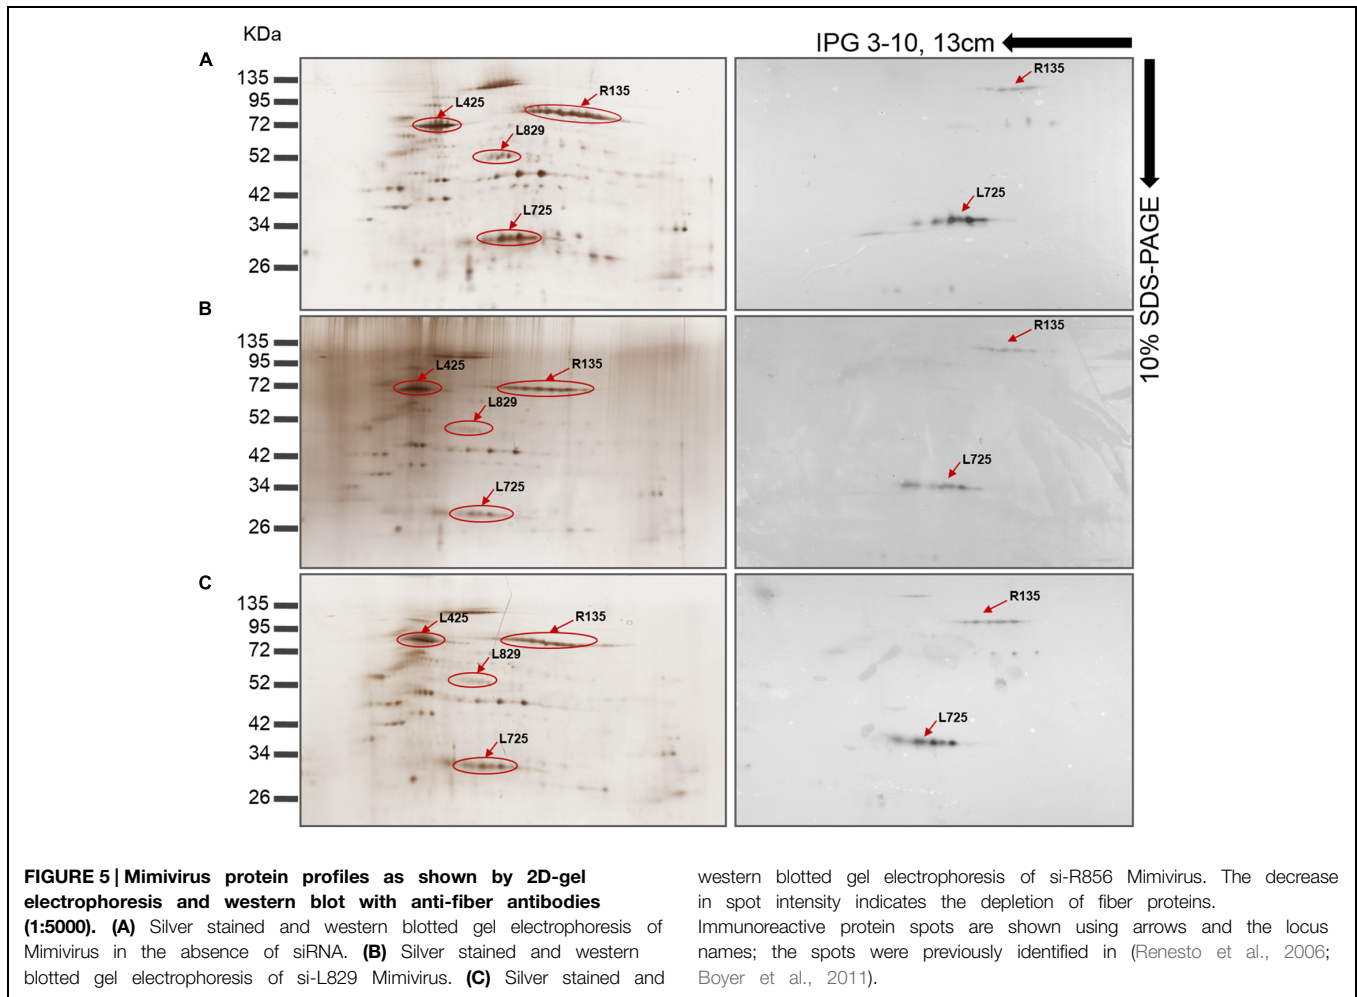 KDa
IPG 3-10, 13cm
10% SDS-PAGE
A
135
95
72
52
42
34
26
L425
R135
L829
L725
R135
L725
B
135
95
72
52
42
34
26
L425
R135
L829
L725
R135
L725
C
135
95
72
52
42
34
26
L425
R135
L829
L725
R135
L725
FIGURE 5 | Mimivirus protein profiles as shown by 2D-gel
electrophoresis and western blot with anti-fiber antibodies
(1:5000). (A) Silver stained and western blotted gel electrophoresis of
Mimivirus in the absence of siRNA. (B) Silver stained and western
blotted gel electrophoresis of si-L829 Mimivirus. (C) Silver stained and
western blotted gel electrophoresis of si-R856 Mimivirus. The decrease
in spot intensity indicates the depletion of fiber proteins.
Immunoreactive protein spots are shown using arrows and the locus
names; the spots were previously identified in (Renesto et al., 2006;
Boyer et al., 2011).